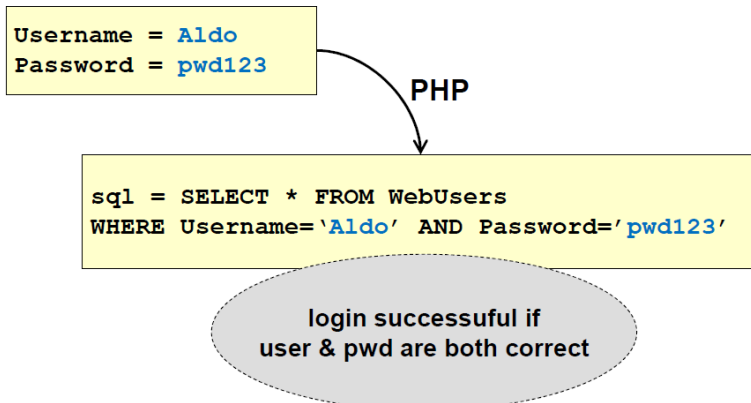 Username = Aldo
Password = pwd123
PHP
sql = SELECT * FROM WebUsers
WHERE Username=‘Aldo’ AND Password=’pwd123’
login successuful if
user & pwd are both correct